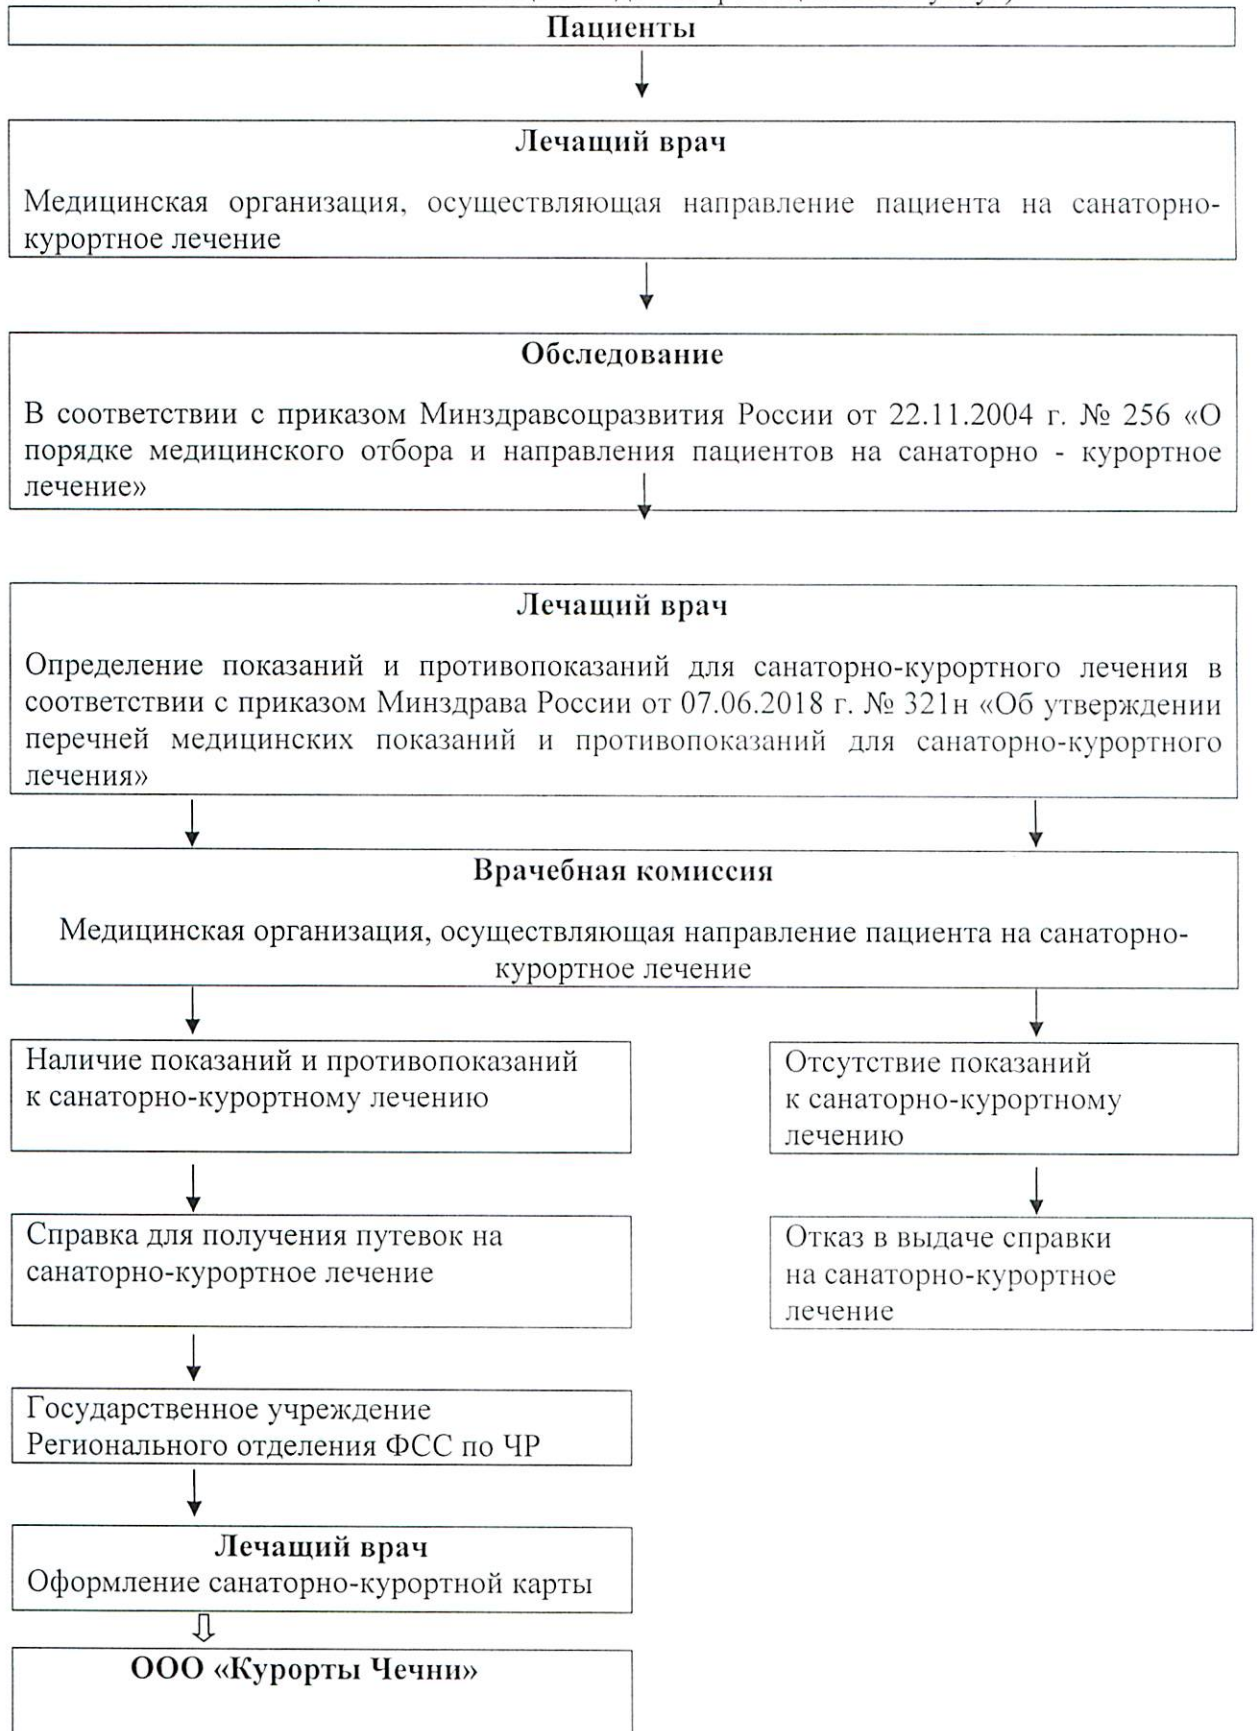 Пациенты
Лечащий врач
Медицинская организация, осуществляющая направление пациента на санаторно-
курортное лечение
Обследование
В соответствии с приказом Минздравсоцразвития России от 22.11.2004 г. № 256 «О
порядке медицинского отбора и направления пациентов на санаторно - курортное
лечение»
Лечащий врач
Определение показаний и противопоказаний для санаторно-курортного лечения в
соответствии с приказом Минздрава России от 07.06.2018 г. № 321н «Об утверждении
перечней медицинских показаний и противопоказаний для санаторно-курортного
лечения»
Врачебная комиссия
Медицинская организация, осуществляющая направление пациента на санаторно-
курортное лечение
Наличие показаний и противопоказаний
к санаторно-курортному лечению
Отсутствие показаний
к санаторно-курортному
лечению
Справка для получения путевок на
санаторно-курортное лечение
Отказ в выдаче справки
на санаторно-курортное
лечение
Государственное учреждение
Регионального отделения ФСС по ЧР
Лечащий врач
Оформление санаторно-курортной карты
ООО «Курорты Чечни»